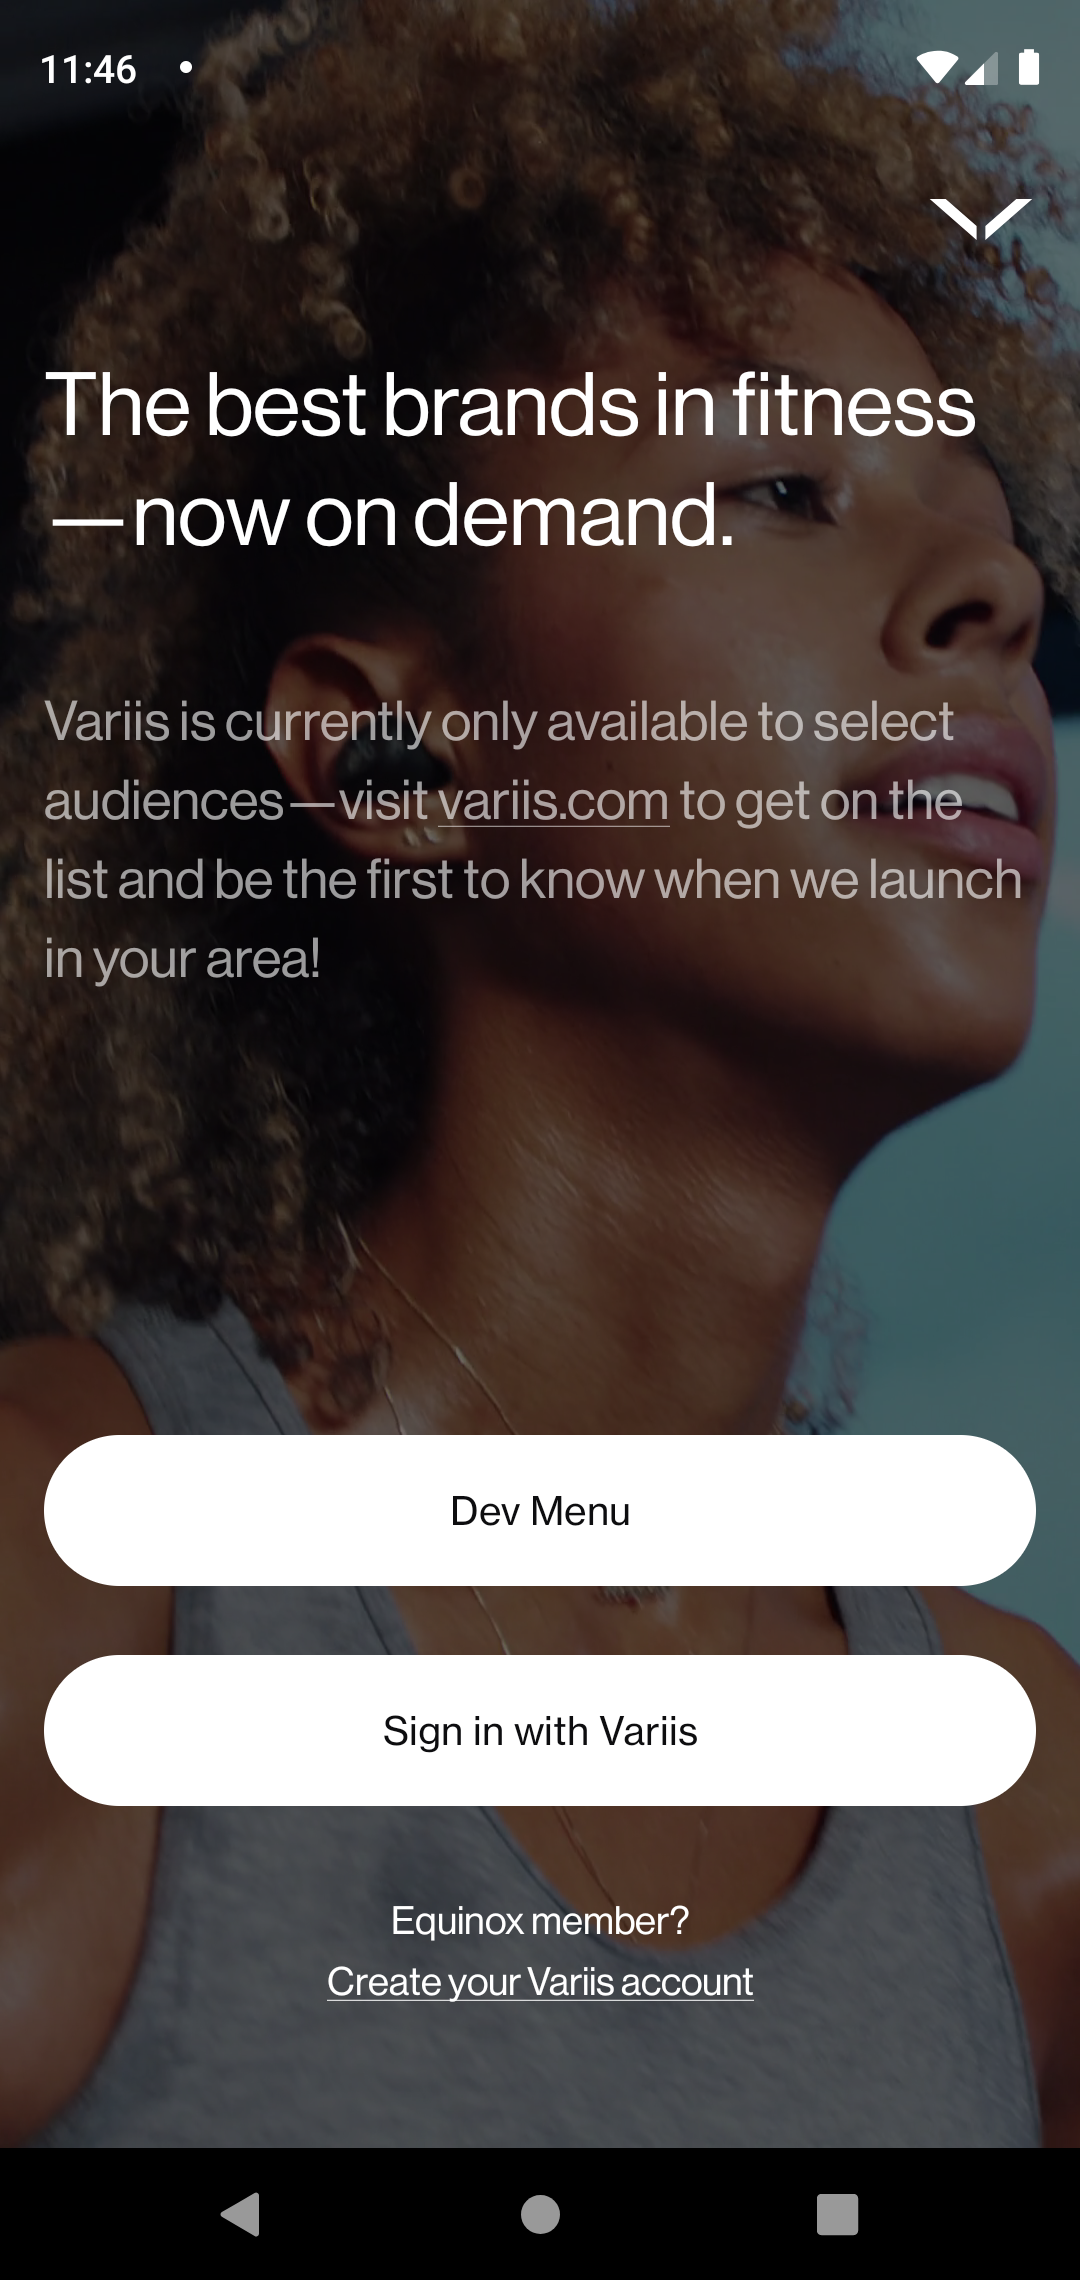 11:46
The best brands in fitness
—now on demand.
Variis is currently only available to select
audiences—visit variis.com to get on the
list and be the first to know when we launch
in your area!
Dev Menu
Sign in with Variis
Equinox member?
Create your Variis account